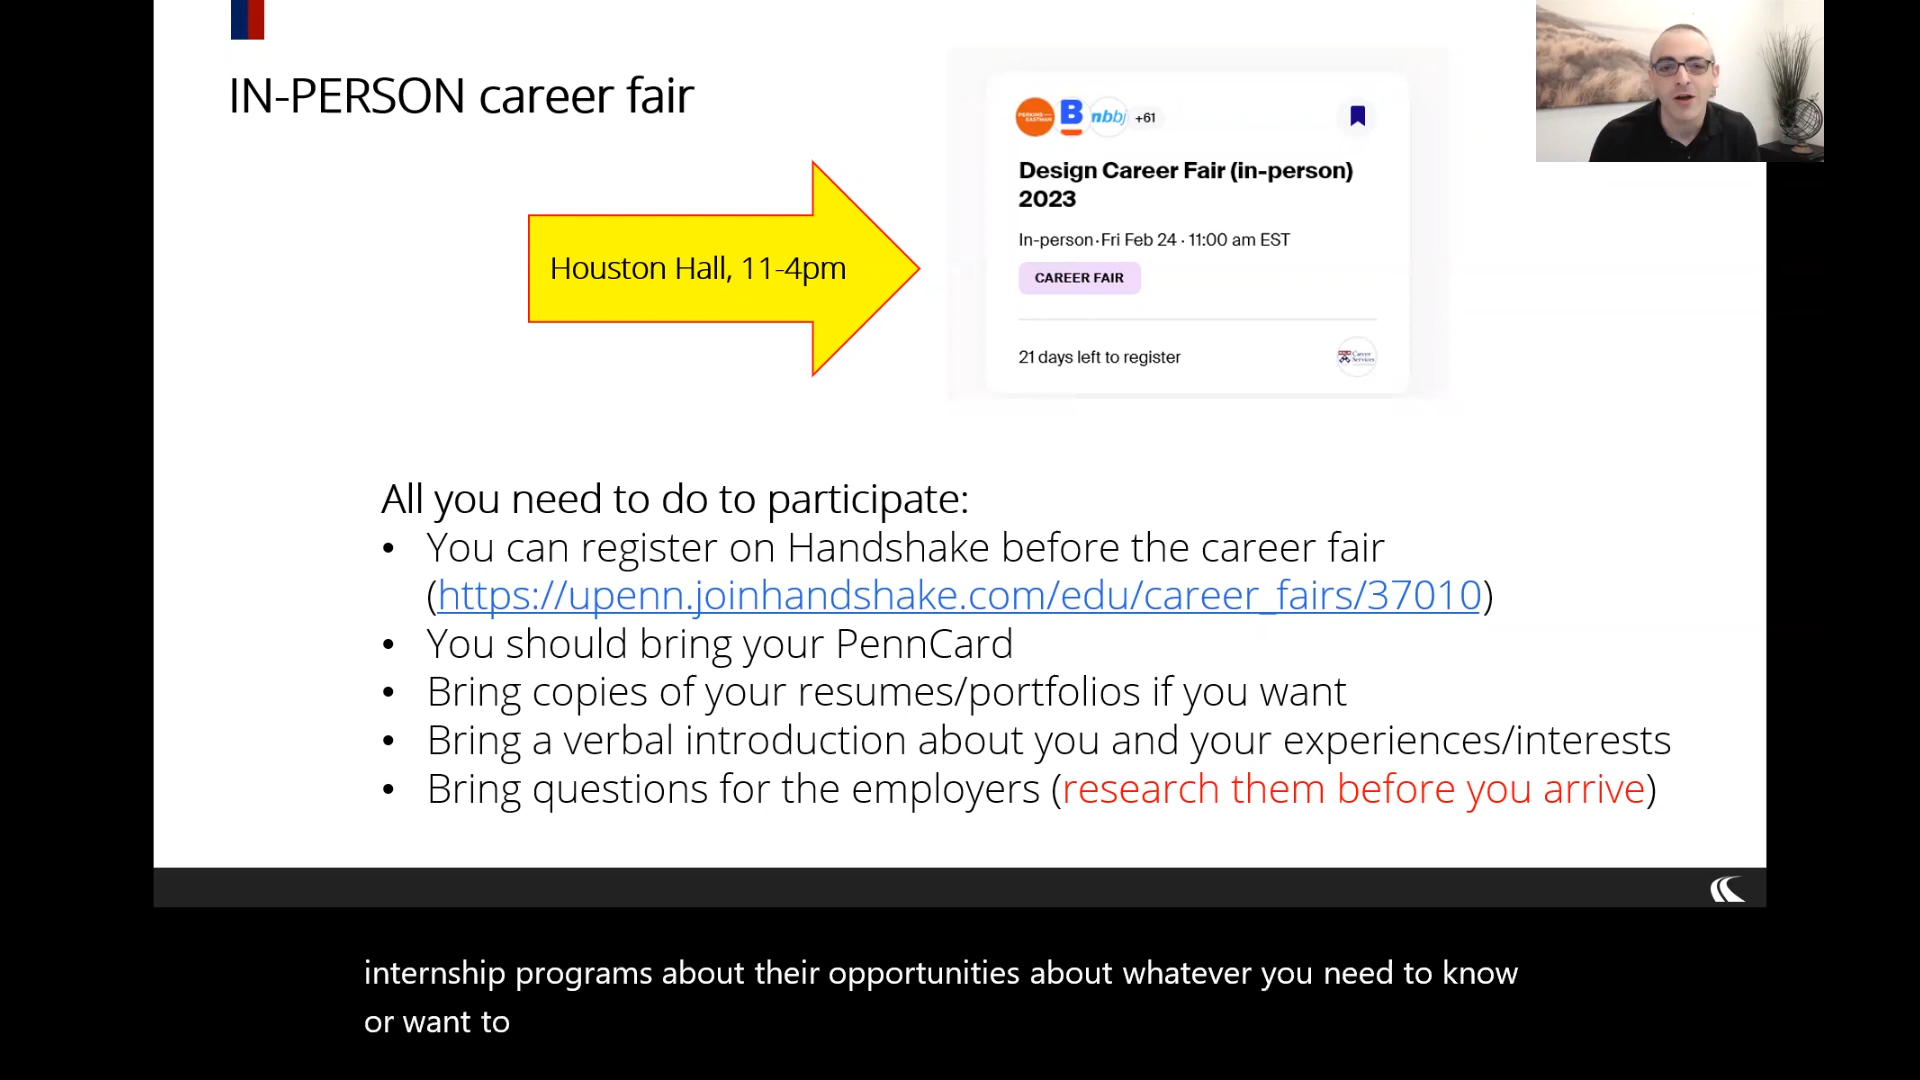 IN-PERSON career fair
Houston Hall, 11-4pm
PERKINS—
EASTMAN
B
nbbj
+61
Design Career Fair (in-person)
2023
In-person · Fri Feb 24 · 11:00 am EST
CAREER FAIR
21 days left to register
Career
Services
All you need to do to participate:
• You can register on Handshake before the career fair
(https://upenn.joinhandshake.com/edu/career_fairs/37010)
• You should bring your PennCard
• Bring copies of your resumes/portfolios if you want
• Bring a verbal introduction about you and your experiences/interests
• Bring questions for the employers (research them before you arrive)
internship programs about their opportunities about whatever you need to know
or want to